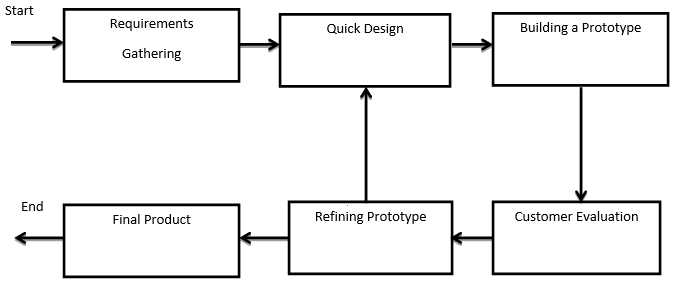 Start
Requirements
Gathering
Quick Design
Building a Prototype
End
Final Product
Refining Prototype
Customer Evaluation